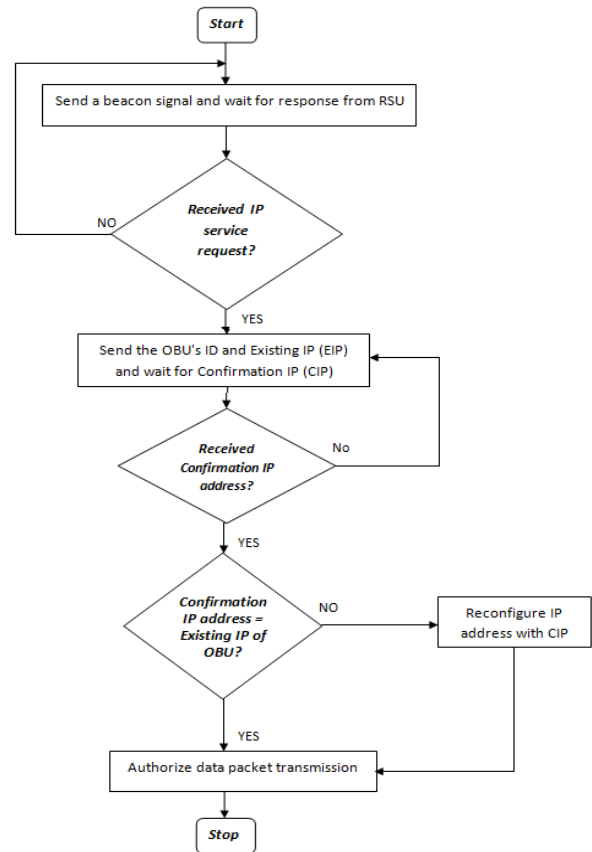 Start
Send a beacon signal and wait for response from RSU
NO
Received IP
service
request?
YES
Send the OBU's ID and Existing IP (EIP)
and wait for Confirmation IP (CIP)
Received
Confirmation IP
address?
No
YES
Confirmation
IP address =
Existing IP of
OBU?
NO
Reconfigure IP
address with CIP
YES
Authorize data packet transmission
Stop